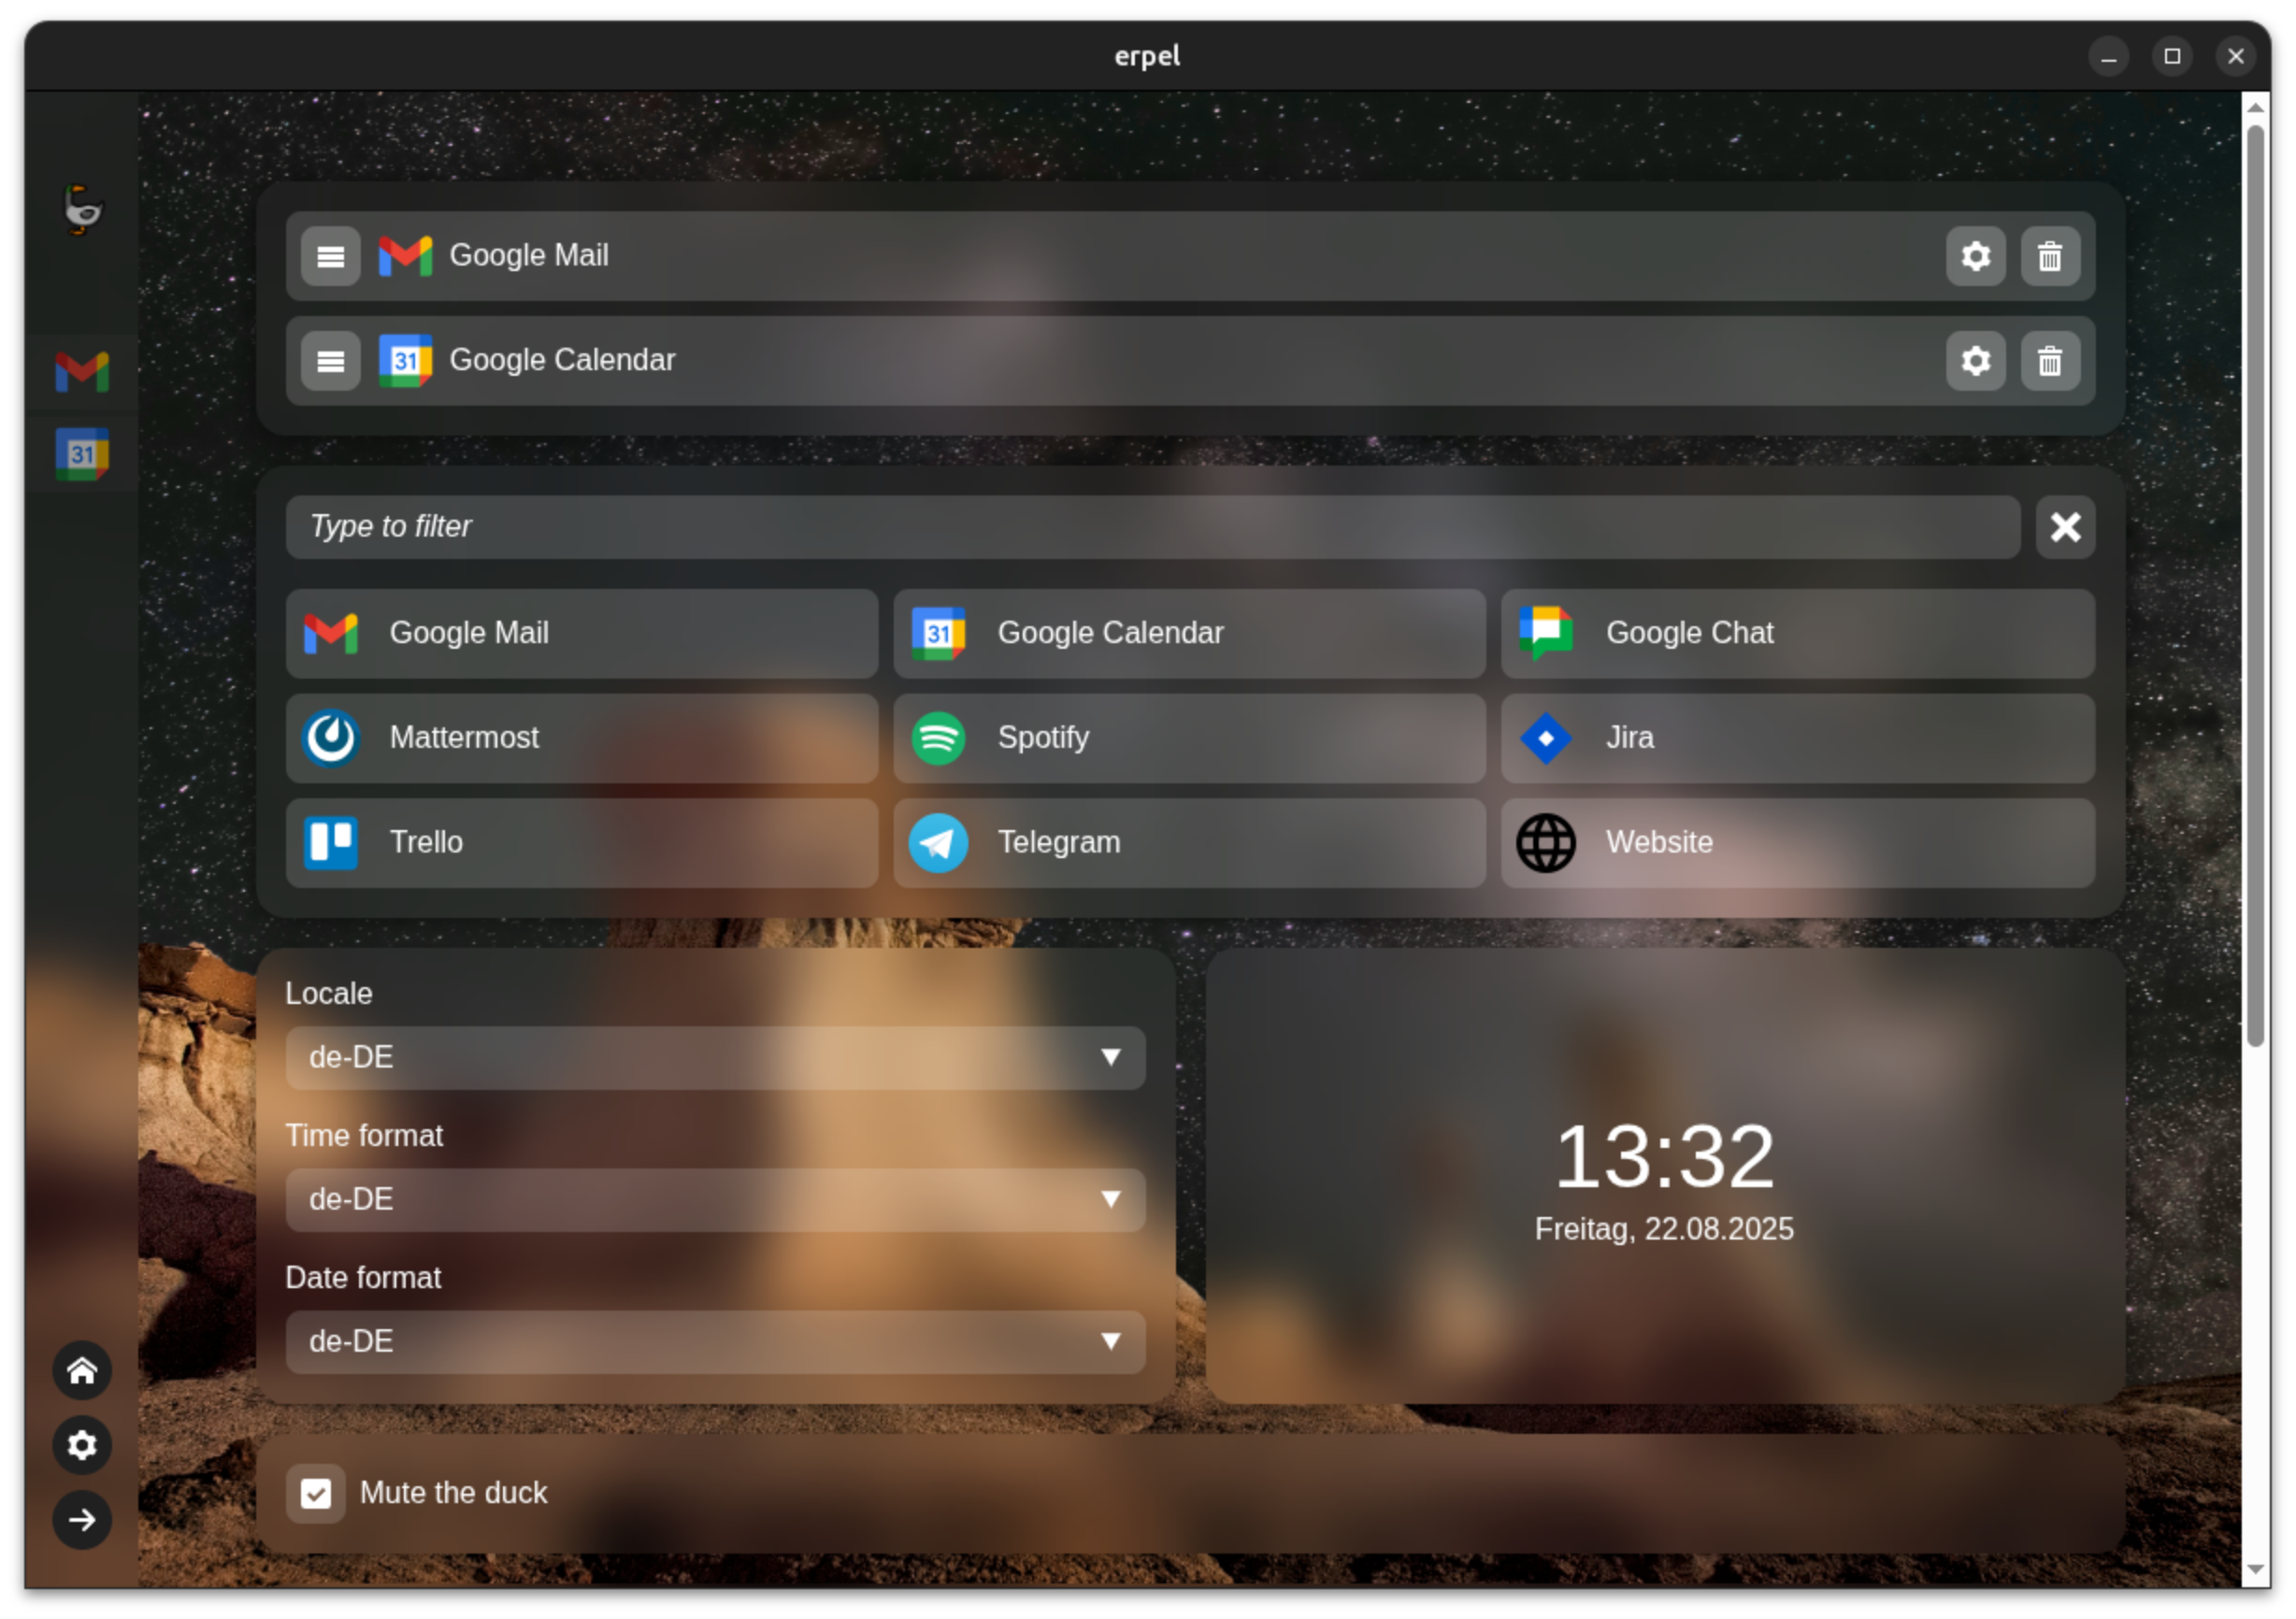 erpel
Google Mail
31 Google Calendar
31
Type to filter
Google Mail
31 Google Calendar
Google Chat
Mattermost
Spotify
Jira
Trello
Telegram
Website
Locale
de-DE
Time format
de-DE
Date format
de-DE
13:32
Freitag, 22.08.2025
Mute the duck